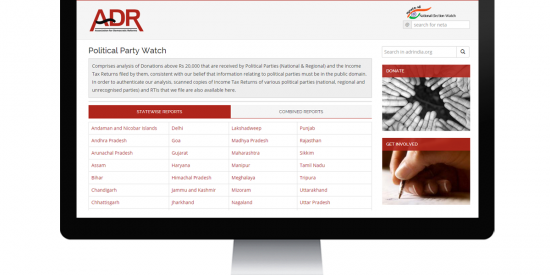 ADR
National Election Watch
search for neta
Political Party Watch
Search in adrindia.org
Comprises analysis of Donations above Rs 20,000 that are received by Political Parties (National & Regional) and the Income
Tax Returns filed by them, consistent with our belief that information relating to political parties must be in the public domain.
In order to authenticate our analysis, scanned copies of Income Tax Returns of various political parties (national, regional and
unrecognised parties) and RTIs that we file are also available here.
DONATE
STATEWISE REPORTS
COMBINED REPORTS
Andaman and Nicobar Islands Delhi Lakshadweep Punjab
Andhra Pradesh Goa Madhya Pradesh Rajasthan
Arunachal Pradesh Gujarat Maharashtra Sikkim
Assam Haryana Manipur Tamil Nadu
Bihar Himachal Pradesh Meghalaya Tripura
Chandigarh Jammu and Kashmir Mizoram Uttarakhand
Chhattisgarh Jharkhand Nagaland Uttar Pradesh
GET INVOLVED